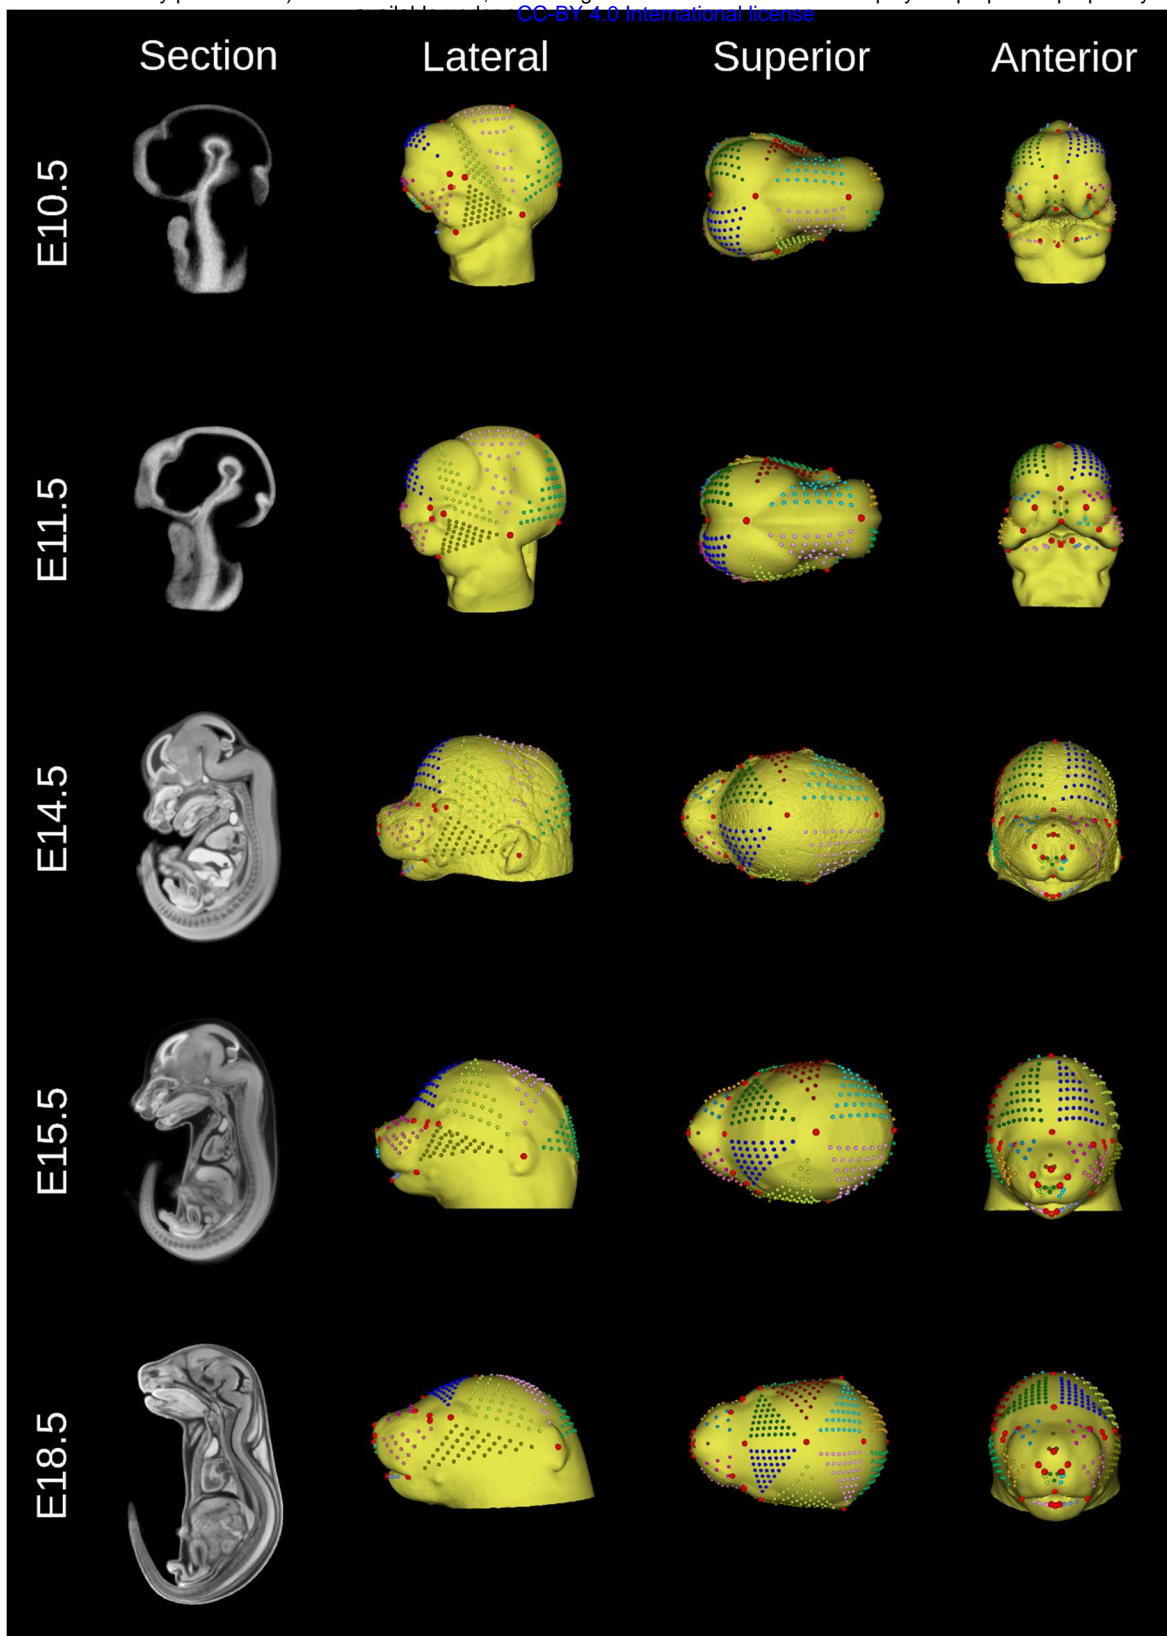 CC-BY 4.0 International license
Section Lateral Superior Anterior
E10.5
E11.5
E14.5
E15.5
E18.5